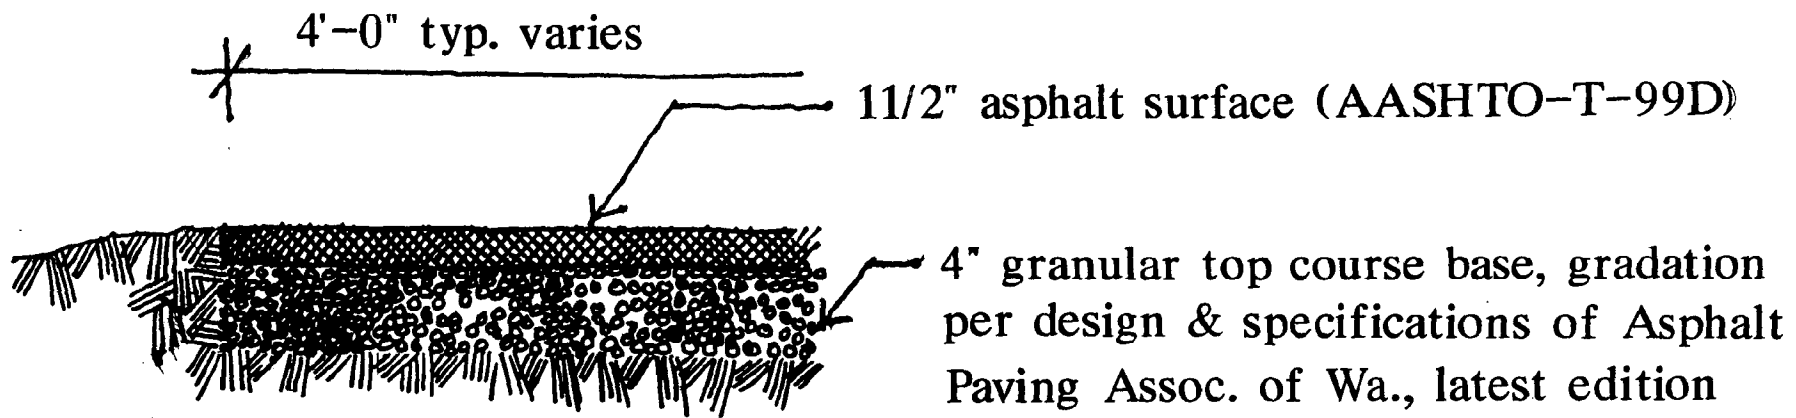 4'-0" typ. varies
11/2" asphalt surface (AASHTO-T-99D)
4" granular top course base, gradation
per design & specifications of Asphalt
Paving Assoc. of Wa., latest edition